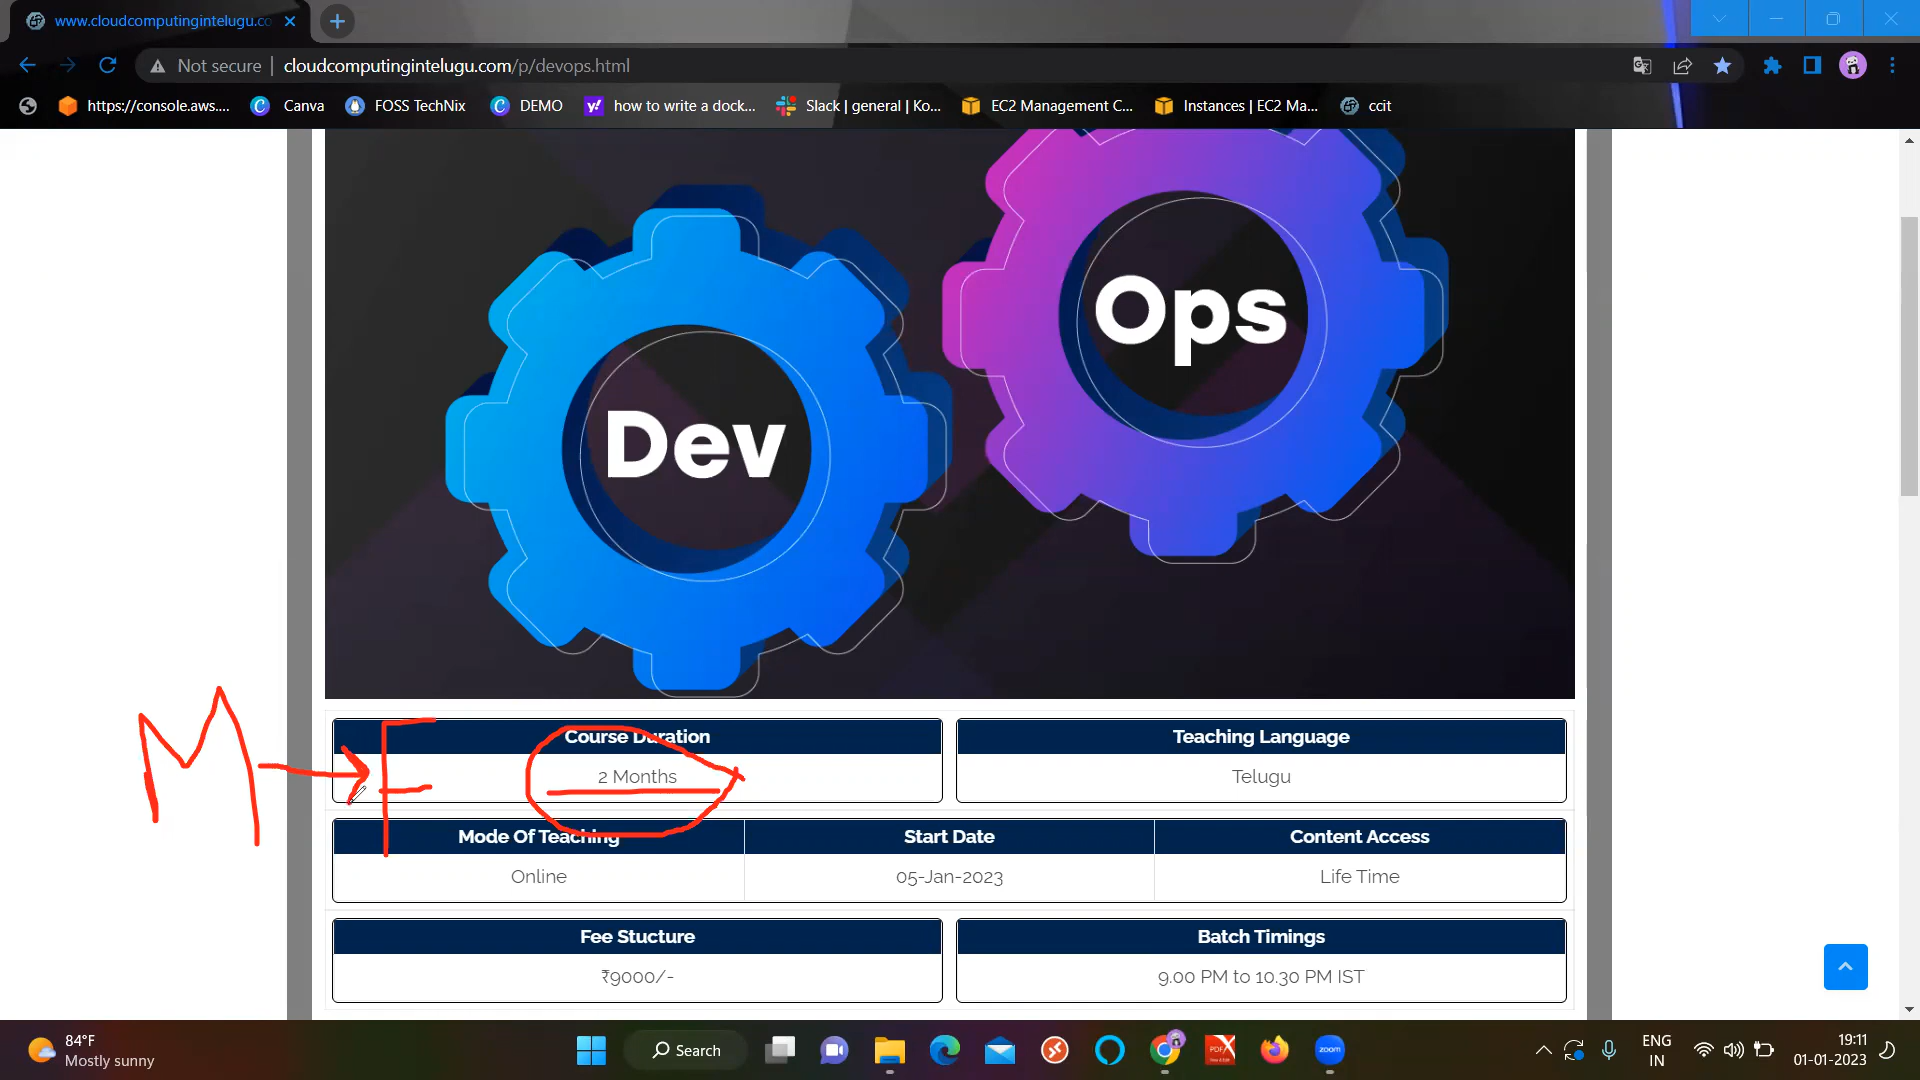 www.cloudcomputingintelugu.co
Not secure | cloudcomputingintelugu.com/p/devops.html
https://console.aws.... Canva FOSS TechNix DEMO how to write a dock... Slack | general | Ko... EC2 Management C... Instances | EC2 Ma... ccit
Ops
Dev
M → F
Course Duration
2 Months
Teaching Language
Telugu
Mode Of Teaching
Online
Start Date
05-Jan-2023
Content Access
Life Time
Fee Stucture
₹9000/-
Batch Timings
9.00 PM to 10.30 PM IST
84°F
Mostly sunny
Search
PDFX
zoom
ENG
IN
19:11
01-01-2023